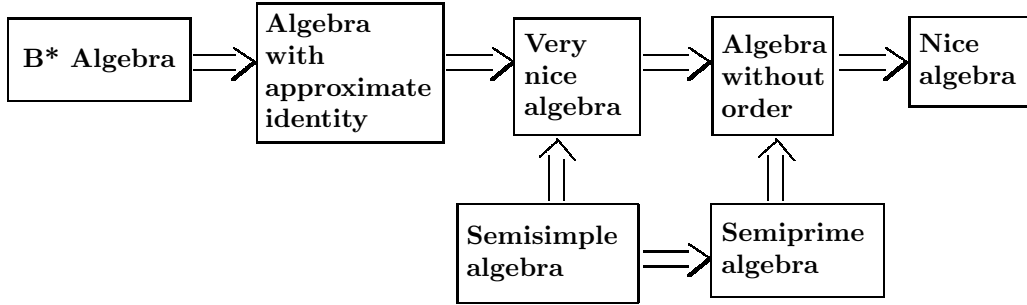 B* Algebra
Algebra
with
approximate
identity
Very
nice
algebra
Algebra
without
order
Nice
algebra
Semisimple
algebra
Semiprime
algebra